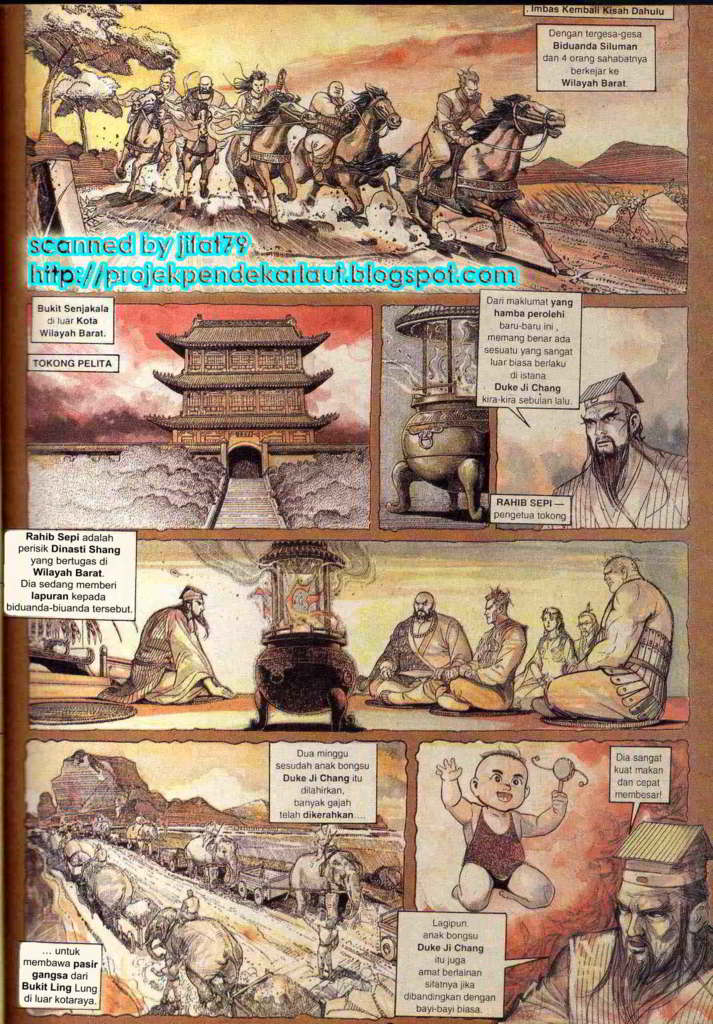 . Imbas Kembali Kisah Dahulu
Dengan tergesa-gesa
Biduanda Siluman
dan 4 orang sahabatnya
berkejar ke
Wilayah Barat.
scanned by jifat79
http://projekpendekarlaut.blogspot.com
Bukit Senjakala
di luar Kota
Wilayah Barat.
TOKONG PELITA
Dari maklumat yang
hamba perolehi
baru-baru ini ,
memang benar ada
sesuatu yang sangat
luar biasa berlaku
di istana
Duke Ji Chang
kira-kira sebulan lalu.
RAHIB SEPI —
pengetua tokong
Rahib Sepi adalah
perisik Dinasti Shang
yang bertugas di
Wilayah Barat.
Dia sedang memberi
lapuran kepada
biduanda-biuanda tersebut.
Dua minggu
sesudah anak bongsu
Duke Ji Chang itu
dilahirkan,
banyak gajah
telah dikerahkan....
... untuk
membawa pasir
gangsa dari
Bukit Ling Lung
di luar kotaraya.
Dia sangat
kuat makan
dan cepat
membesar!
Lagipun,
anak bongsu
Duke Ji Chang
itu juga
amat berlainan
sifatnya jika
dibandingkan dengan
bayi-bayi biasa.